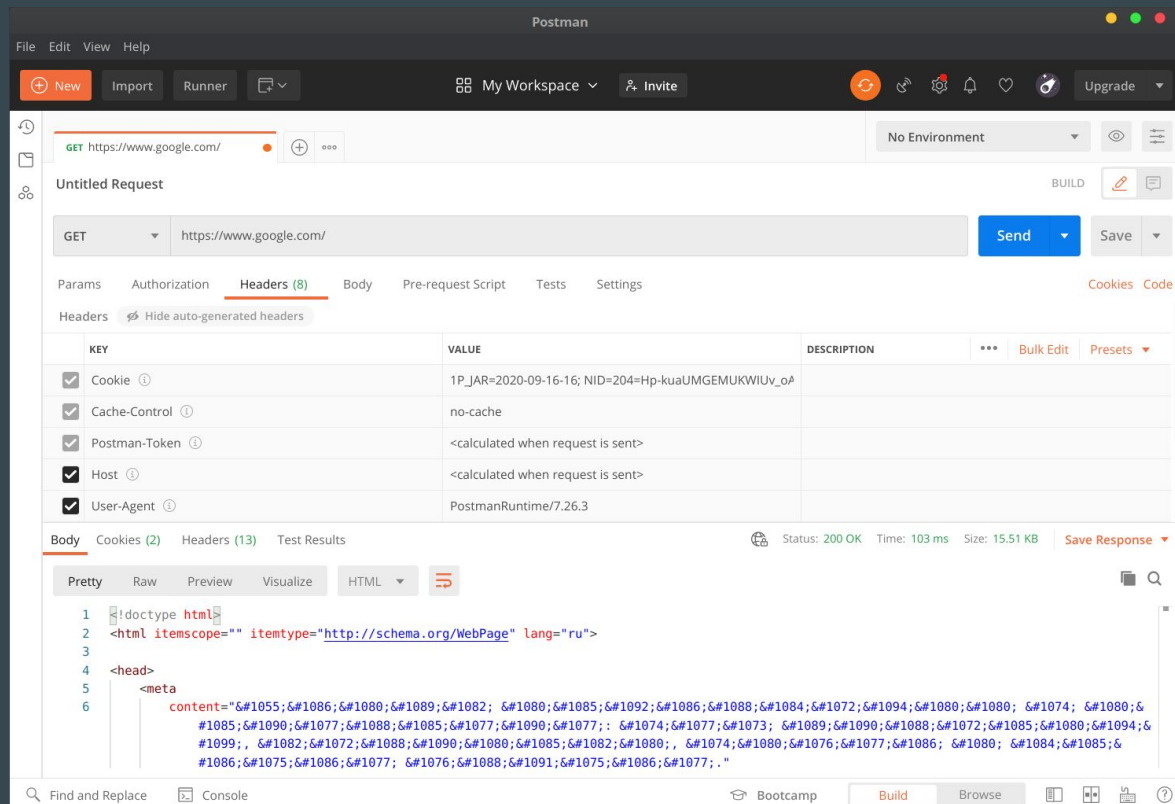 Postman
File Edit View Help
New Import Runner My Workspace Invite Upgrade
GET https://www.google.com/ No Environment
Untitled Request BUILD
GET https://www.google.com/ Send Save
Params Authorization Headers (8) Body Pre-request Script Tests Settings Cookies Code
Headers Hide auto-generated headers
KEY VALUE DESCRIPTION Bulk Edit Presets
Cookie 1P_JAR=2020-09-16-16; NID=204=Hp-kuaUMGEMUKWIUv_oA
Cache-Control no-cache
Postman-Token <calculated when request is sent>
Host <calculated when request is sent>
User-Agent PostmanRuntime/7.26.3
Body Cookies (2) Headers (13) Test Results Status: 200 OK Time: 103 ms Size: 15.51 KB Save Response
Pretty Raw Preview Visualize HTML
1 <!doctype html>
2 <html itemscope="" itemtype="http://schema.org/WebPage" lang="ru">
3
4 <head>
5 <meta
6 content="&#1055;&#1086;&#1080;&#1089;&#1082; &#1080;&#1085;&#1092;&#1086;&#1088;&#1084;&#1072;&#1094;&#1080;&#1080; &#1074; &#1080;&
#1085;&#1090;&#1077;&#1088;&#1085;&#1077;&#1090;&#1077;: &#1074;&#1077;&#1073; &#1089;&#1090;&#1088;&#1072;&#1085;&#1080;&#1094;&
#1099;, &#1082;&#1072;&#1088;&#1090;&#1080;&#1085;&#1082;&#1080;, &#1074;&#1080;&#1076;&#1077;&#1086; &#1080; &#1084;&#1085;&
#1086;&#1075;&#1086;&#1077; &#1076;&#1088;&#1091;&#1075;&#1086;&#1077;."
Find and Replace Console Bootcamp Build Browse